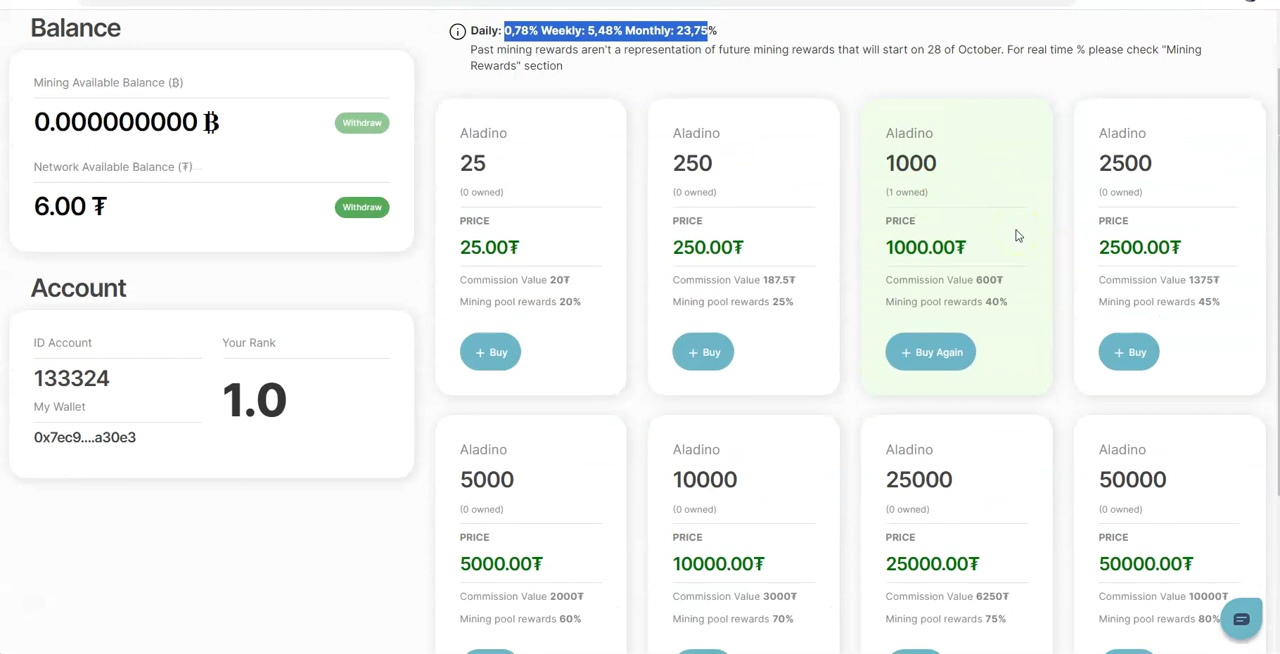 Balance
Mining Available Balance (₿)
0.000000000 ₿
Withdraw
Network Available Balance (₮)
6.00 ₮
Withdraw
Account
ID Account
133324
My Wallet
0x7ec9....a30e3
Your Rank
1.0
Daily: 0,78% Weekly: 5,48% Monthly: 23,75%
Past mining rewards aren't a representation of future mining rewards that will start on 28 of October. For real time % please check "Mining
Rewards" section
Aladino
25
(0 owned)
PRICE
25.00₮
Commission Value 20₮
Mining pool rewards 20%
+ Buy
Aladino
250
(0 owned)
PRICE
250.00₮
Commission Value 187.5₮
Mining pool rewards 25%
+ Buy
Aladino
1000
(1 owned)
PRICE
1000.00₮
Commission Value 600₮
Mining pool rewards 40%
+ Buy Again
Aladino
2500
(0 owned)
PRICE
2500.00₮
Commission Value 1375₮
Mining pool rewards 45%
+ Buy
Aladino
5000
(0 owned)
PRICE
5000.00₮
Commission Value 2000₮
Mining pool rewards 60%
Aladino
10000
(0 owned)
PRICE
10000.00₮
Commission Value 3000₮
Mining pool rewards 70%
Aladino
25000
(0 owned)
PRICE
25000.00₮
Commission Value 6250₮
Mining pool rewards 75%
Aladino
50000
(0 owned)
PRICE
50000.00₮
Commission Value 10000₮
Mining pool rewards 80%